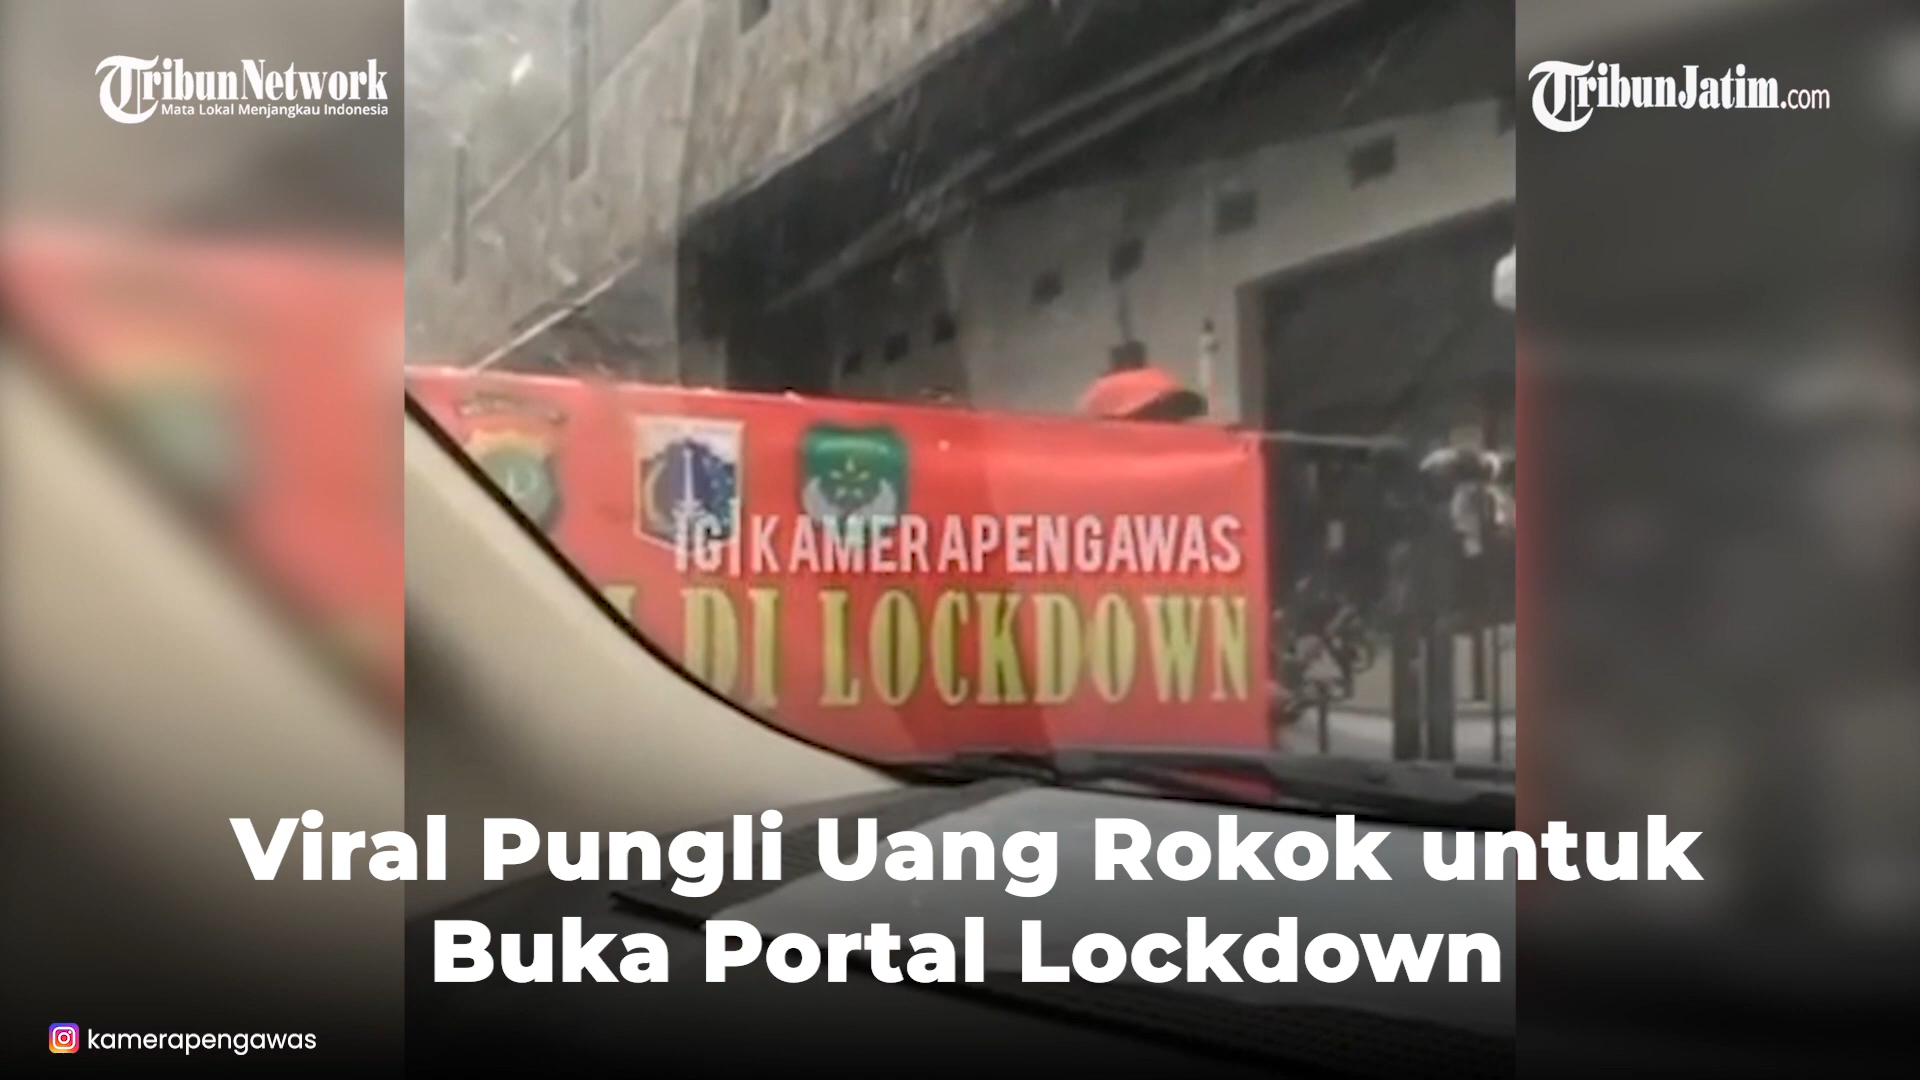 TribunNetwork
Mata Lokal Menjangkau Indonesia
TribunJatim.com
IG | KAMERAPENGAWAS
DI LOCKDOWN
Viral Pungli Uang Rokok untuk
Buka Portal Lockdown
kamerapengawas